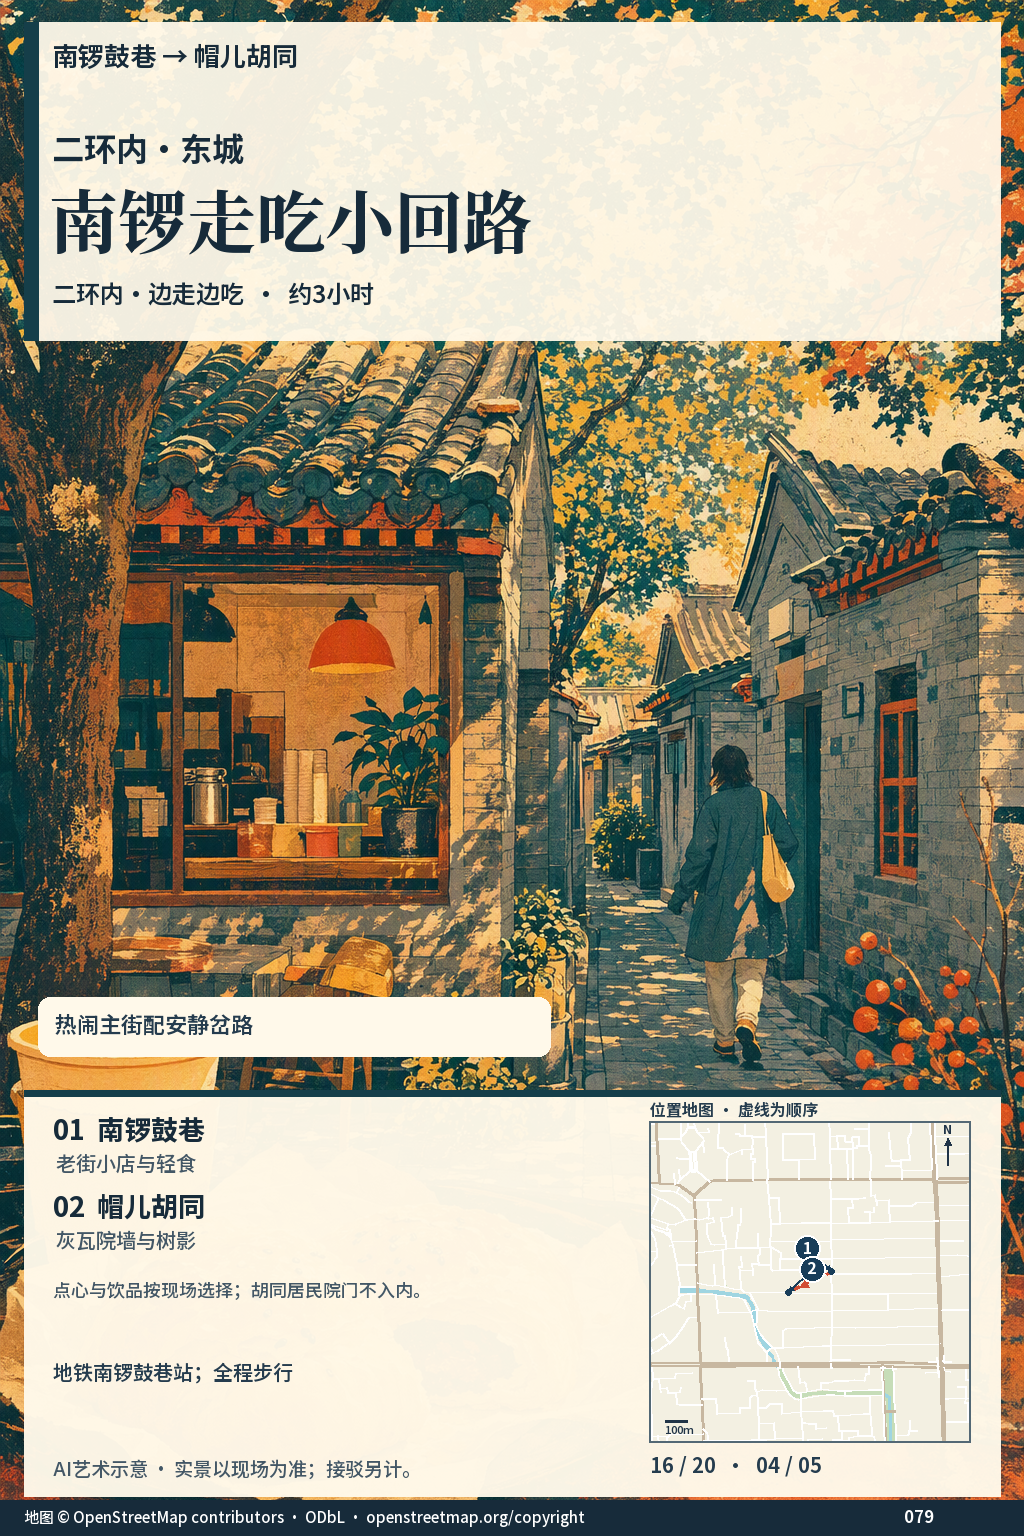 南锣鼓巷 → 帽儿胡同
二环内·东城
南锣走吃小回路
二环内·边走边吃 · 约3小时
热闹主街配安静岔路
01 南锣鼓巷
老街小店与轻食
02 帽儿胡同
灰瓦院墙与树影
点心与饮品按现场选择；胡同居民院门不入内。
地铁南锣鼓巷站；全程步行
AI艺术示意 · 实景以现场为准；接驳另计。
位置地图 · 虚线为顺序
N
1
2
100m
16 / 20 · 04 / 05
地图 © OpenStreetMap contributors · ODbL · openstreetmap.org/copyright
079